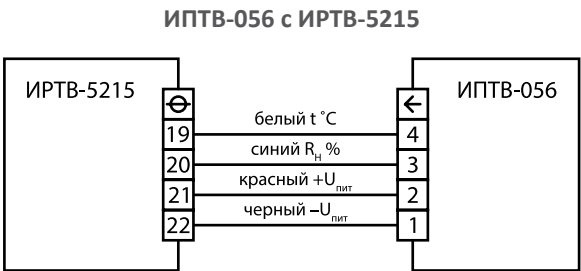 ИПТВ-056 с ИРТВ-5215
ИРТВ-5215
ИПТВ-056
19 белый t °C 4
20 синий RH % 3
21 красный +Uпит 2
22 черный –Uпит 1